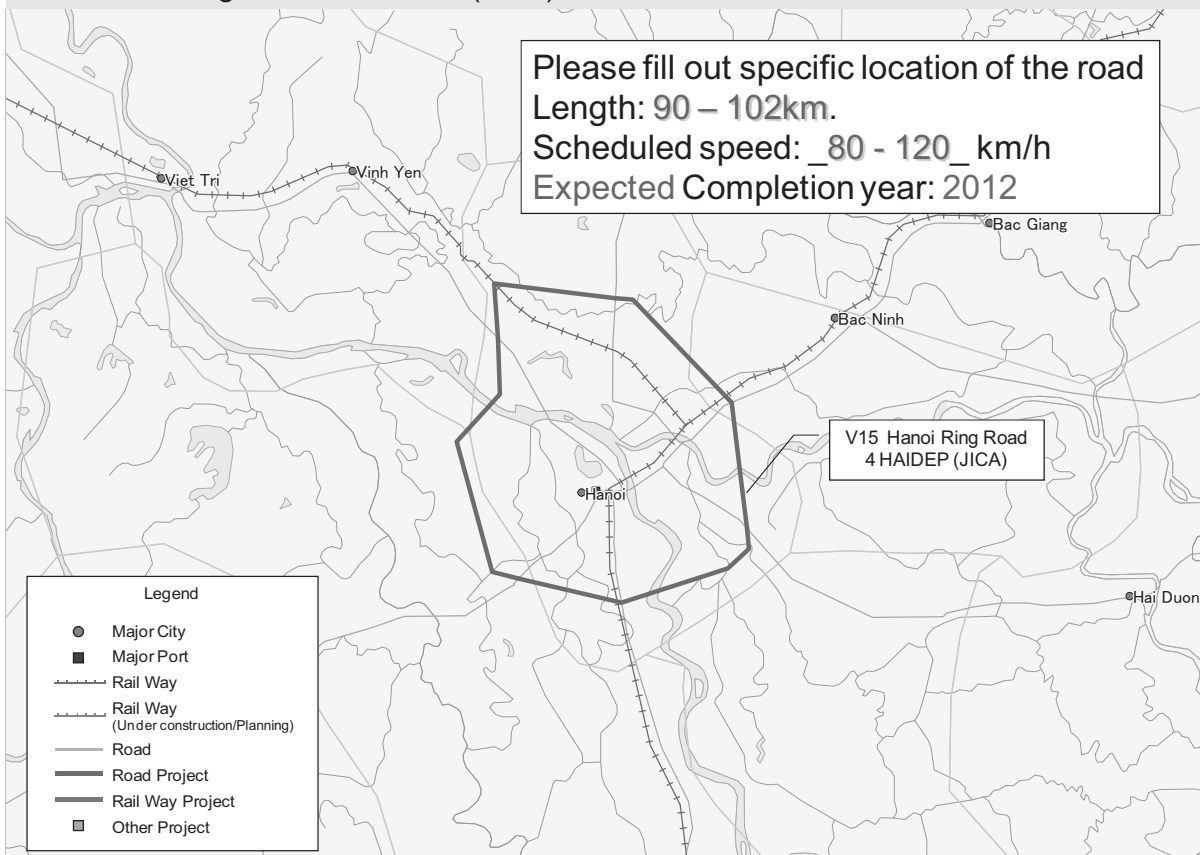 Please fill out specific location of the road
Length: 90 – 102km.
Scheduled speed: _80 - 120_ km/h
Expected Completion year: 2012
Viet Tri
Vinh Yen
Bac Giang
Bac Ninh
V15 Hanoi Ring Road
4 HAIDEP (JICA)
Hanoi
Hai Duon
Legend
Major City
Major Port
Rail Way
Rail Way
(Under construction/Planning)
Road
Road Project
Rail Way Project
Other Project